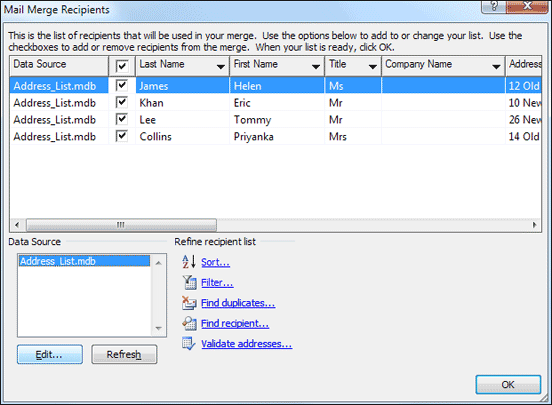 Mail Merge Recipients
This is the list of recipients that will be used in your merge. Use the options below to add to or change your list. Use the
checkboxes to add or remove recipients from the merge. When your list is ready, click OK.
Data Source Last Name First Name Title Company Name Address
Address_List.mdb James Helen Ms 12 Old
Address_List.mdb Khan Eric Mr 10 New
Address_List.mdb Lee Tommy Mr 26 New
Address_List.mdb Collins Priyanka Mrs 14 Old
Data Source Refine recipient list
Address_List.mdb
Sort...
Filter...
Find duplicates...
Find recipient...
Validate addresses...
Edit... Refresh
OK